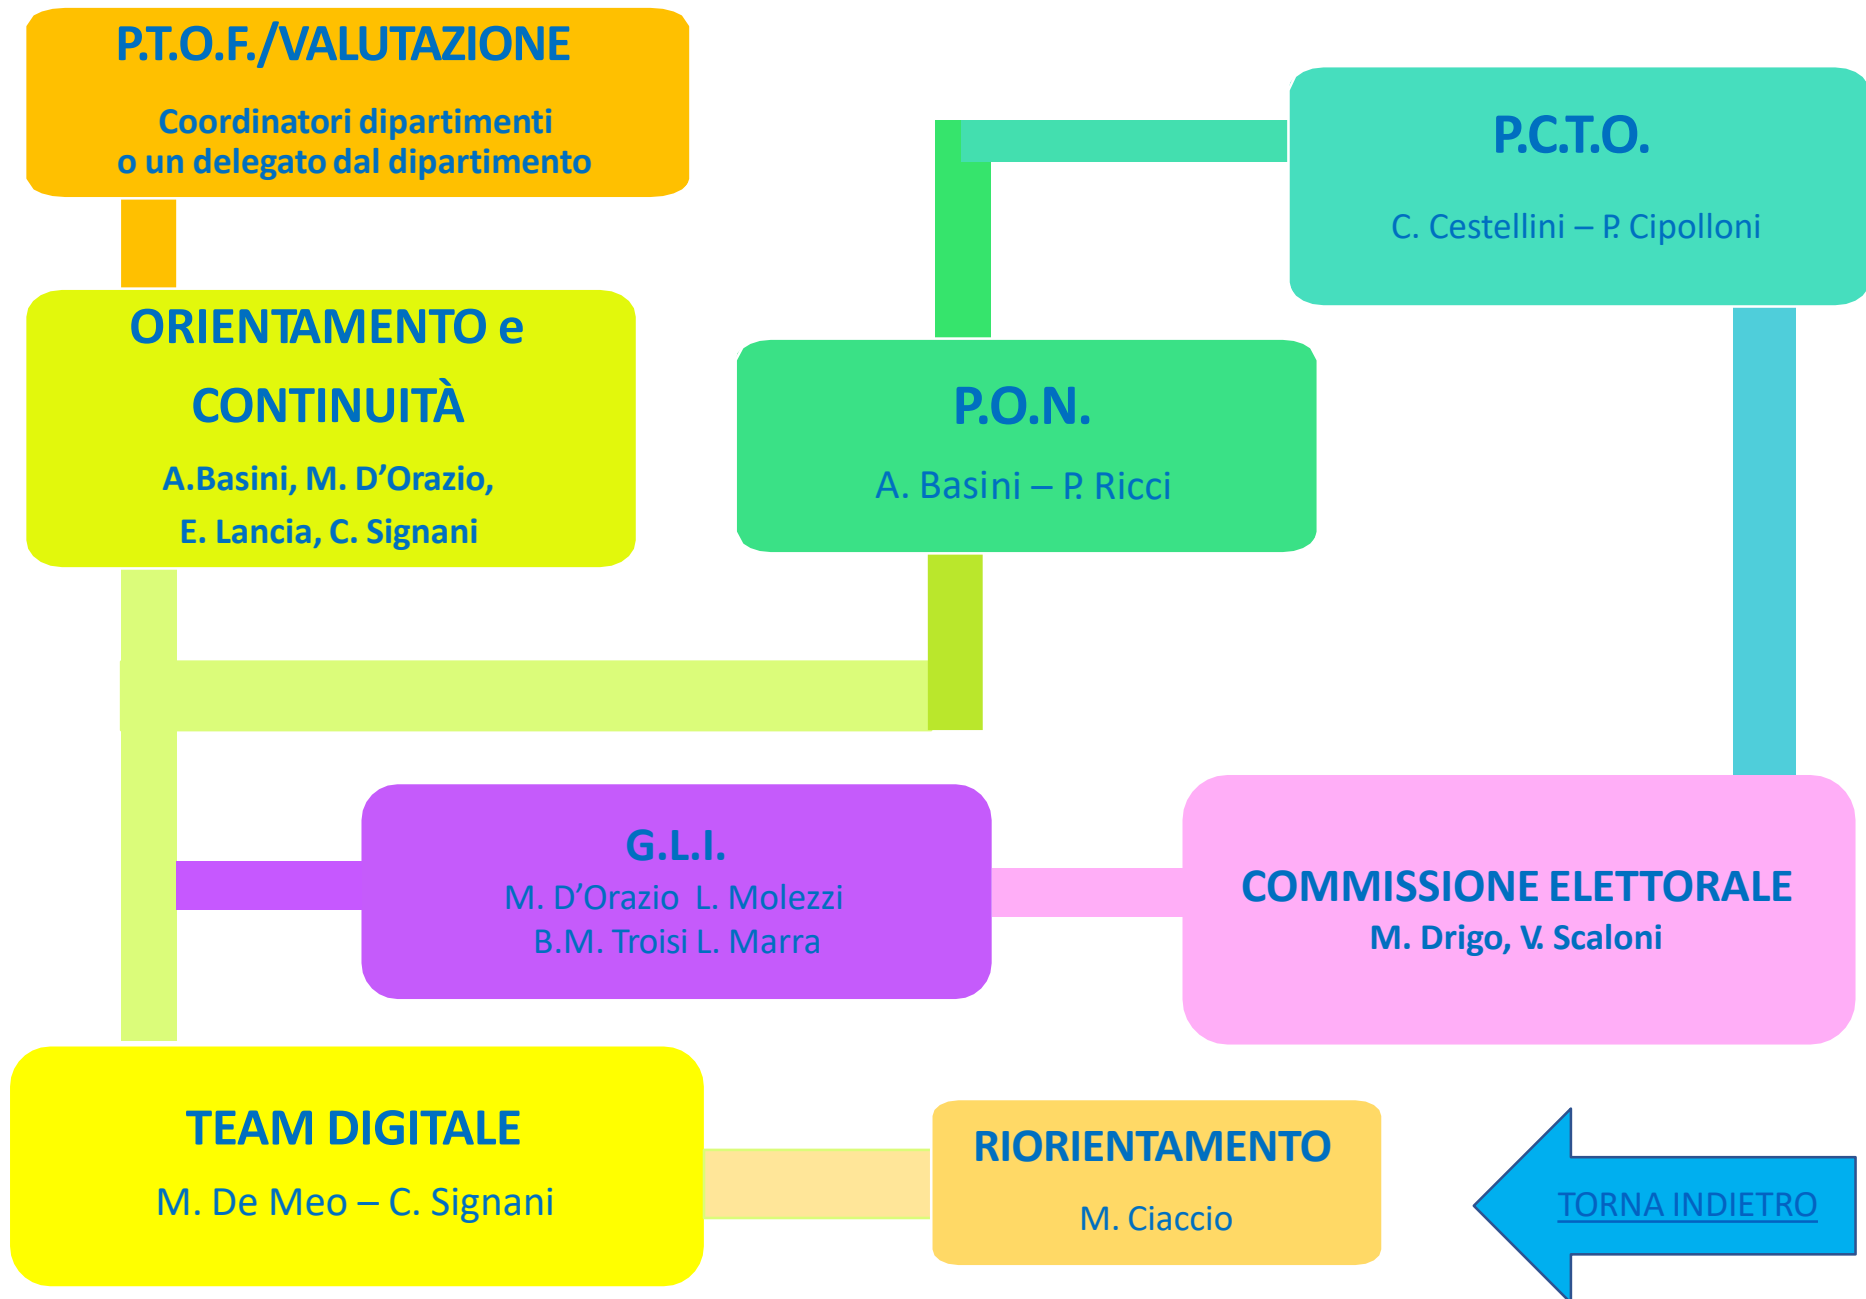 P.T.O.F./VALUTAZIONE
Coordinatori dipartimenti
o un delegato dal dipartimento
P.C.T.O.
C. Cestellini – P. Cipolloni
ORIENTAMENTO e
CONTINUITÀ
A.Basini, M. D’Orazio,
E. Lancia, C. Signani
P.O.N.
A. Basini – P. Ricci
G.L.I.
M. D’Orazio L. Molezzi
B.M. Troisi L. Marra
COMMISSIONE ELETTORALE
M. Drigo, V. Scaloni
TEAM DIGITALE
M. De Meo – C. Signani
RIORIENTAMENTO
M. Ciaccio
TORNA INDIETRO